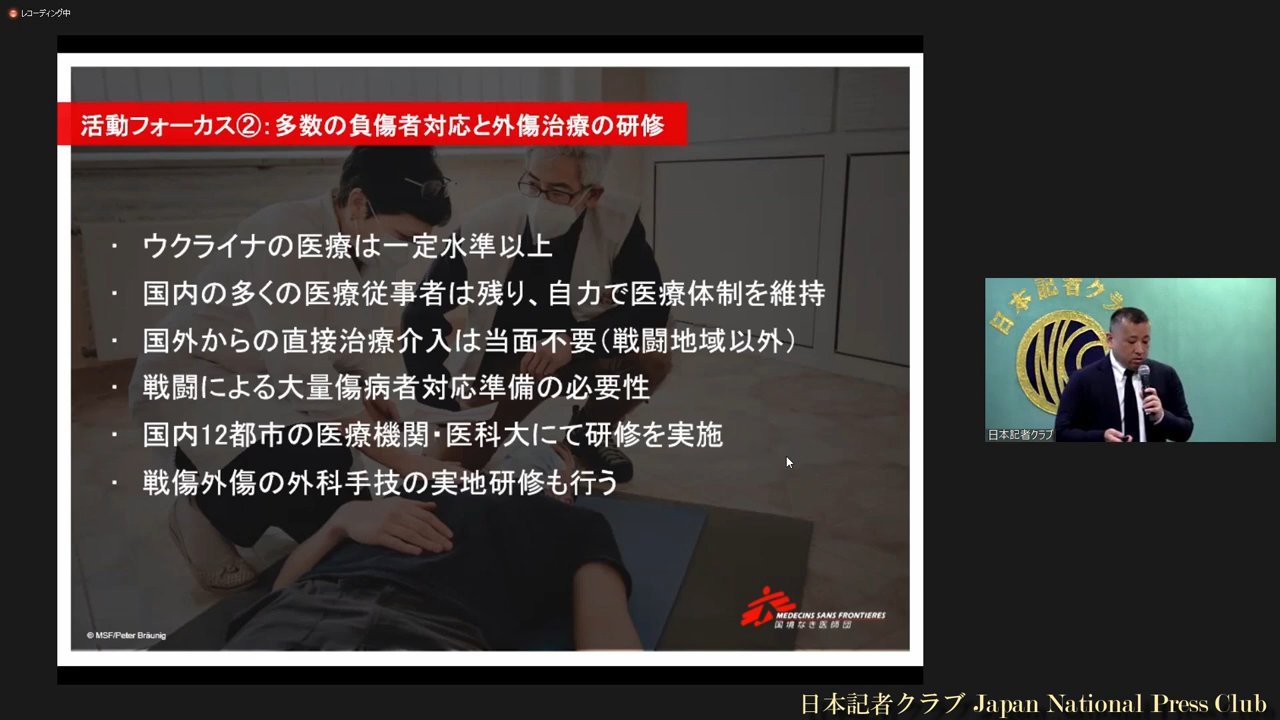 レコーディング中
活動フォーカス②：多数の負傷者対応と外傷治療の研修
・ ウクライナの医療は一定水準以上
・ 国内の多くの医療従事者は残り、自力で医療体制を維持
・ 国外からの直接治療介入は当面不要（戦闘地域以外）
・ 戦闘による大量傷病者対応準備の必要性
・ 国内12都市の医療機関・医科大にて研修を実施
・ 戦傷外傷の外科手技の実地研修も行う
MEDECINS SANS FRONTIERES
国境なき医師団
© MSF/Peter Bräunig
日本記者クラブ
日本記者クラブ
日本記者クラブ Japan National Press Club